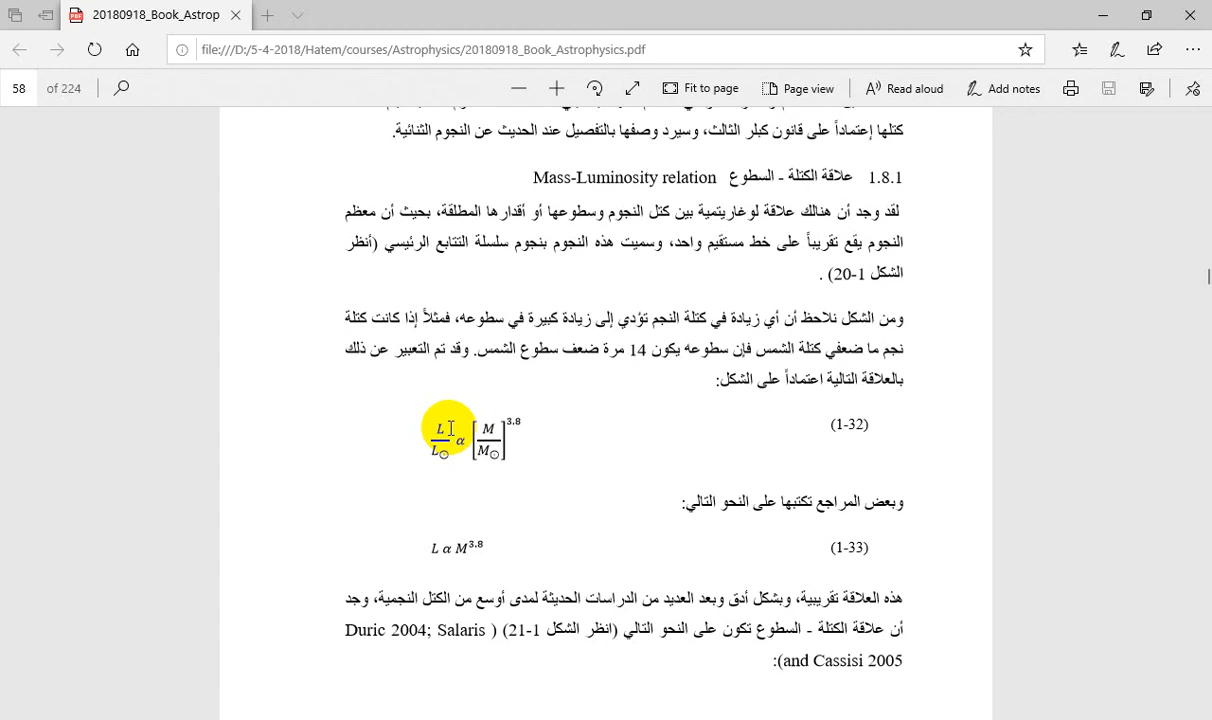 20180918_Book_Astrop
file:///D:/5-4-2018/Hatem/courses/Astrophysics/20180918_Book_Astrophysics.pdf
58 of 224 Fit to page Page view Read aloud Add notes
كتلها إعتماداً على قانون كبلر الثالث، وسيرد وصفها بالتفصيل عند الحديث عن النجوم الثنائية.
1.8.1 علاقة الكتلة - السطوع Mass-Luminosity relation
لقد وجد أن هنالك علاقة لوغاريتمية بين كتل النجوم وسطوعها أو أقدارها المطلقة، بحيث أن معظم
النجوم يقع تقريباً على خط مستقيم واحد، وسميت هذه النجوم بنجوم سلسلة التتابع الرئيسي (أنظر
الشكل 1-20) .
ومن الشكل نلاحظ أن أي زيادة في كتلة النجم تؤدي إلى زيادة كبيرة في سطوعه، فمثلاً إذا كانت كتلة
نجم ما ضعفي كتلة الشمس فإن سطوعه يكون 14 مرة ضعف سطوع الشمس. وقد تم التعبير عن ذلك
بالعلاقة التالية اعتماداً على الشكل:
L/L⊙ α [M/M⊙]^3.8 (1-32)
وبعض المراجع تكتبها على النحو التالي:
L α M^3.8 (1-33)
هذه العلاقة تقريبية، وبشكل أدق وبعد العديد من الدراسات الحديثة لمدى أوسع من الكتل النجمية، وجد
أن علاقة الكتلة - السطوع تكون على النحو التالي (انظر الشكل 1-21) ( Duric 2004; Salaris
and Cassisi 2005):